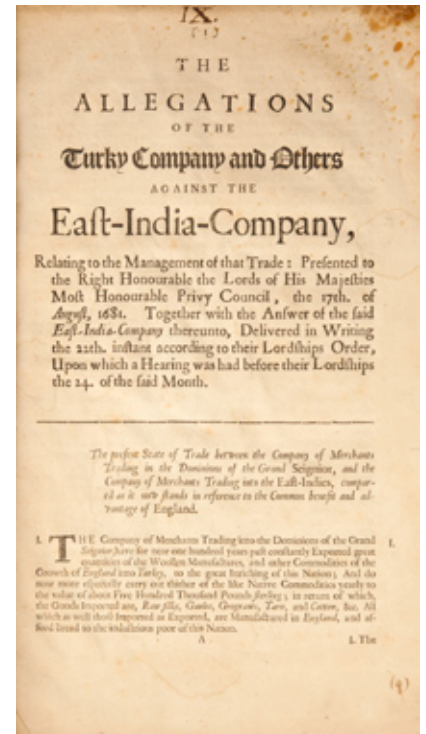 IX.
(1)
THE
ALLEGATIONS
OF THE
Turky Company and Others
AGAINST THE
Eaſt-India-Company,
Relating to the Management of that Trade: Preſented to
the Right Honourable the Lords of His Majeſties
Moſt Honourable Privy Council, the 17th. of
Auguſt, 1681. Together with the Anſwer of the ſaid
Eaſt-India-Company thereunto, Delivered in Writing
the 22th. inſtant according to their Lordſhips Order,
Upon which a Hearing was had before their Lordſhips
the 24. of the ſaid Month.
The preſent State of Trade between the Company of Merchants
Trading in the Dominions of the Grand Seignior, and the
Company of Merchants Trading into the Eaſt-Indies, compar-
ed as it now ſtands in reference to the Common benefit and ad-
vantage of England.
I. THE Company of Merchants Trading into the Dominions of the Grand I.
Seignior have for near one hundred years paſt conſtantly Exported great
quantities of the Woollen Manufactures, and other Commodities of the
Growth of England into Turky, to the great Inriching of this Nation; And do
now more eſpecially carry out thither of the like Native Commodities yearly to
the value of about Five Hundred Thouſand Pounds ſterling; in return of which,
the Goods Imported are, Raw ſilks, Gaules, Grograms, Yarn, and Cotton, &c. All
which as well thoſe Imported as Exported, are Manufactured in England, and af-
ford bread to the induſtrious poor of this Nation.
A I. The
(9)